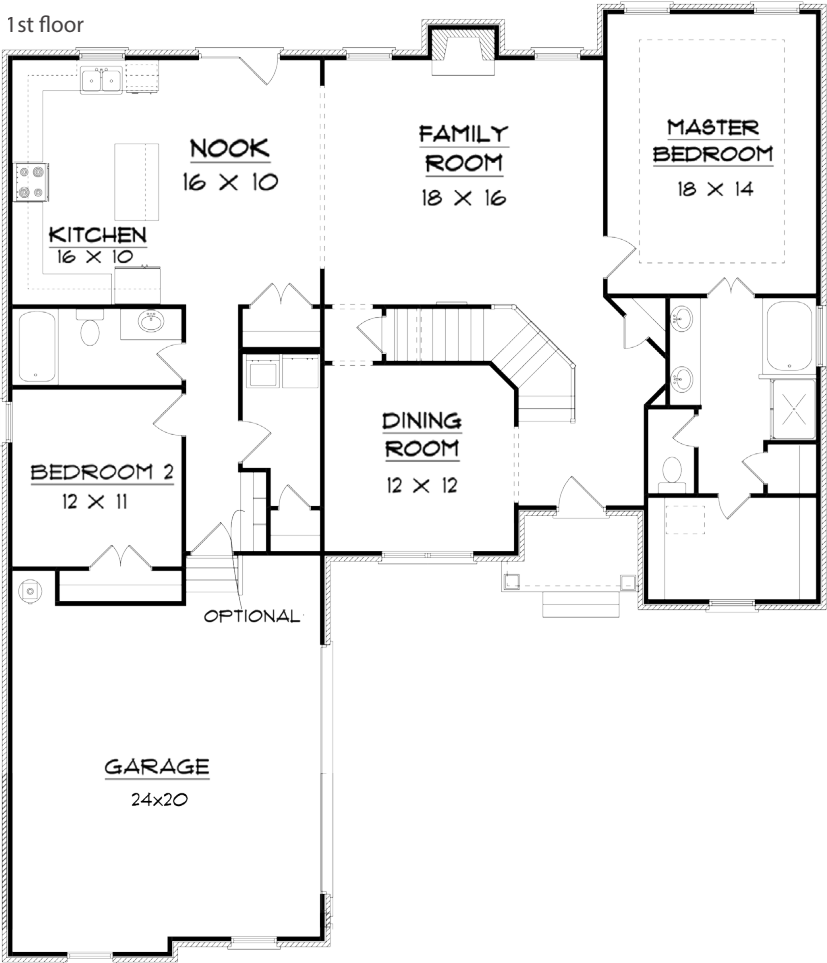 1st floor
NOOK
16 X 10
FAMILY
ROOM
18 X 16
MASTER
BEDROOM
18 X 14
KITCHEN
16 X 10
DINING
ROOM
12 X 12
BEDROOM 2
12 X 11
OPTIONAL
GARAGE
24x20